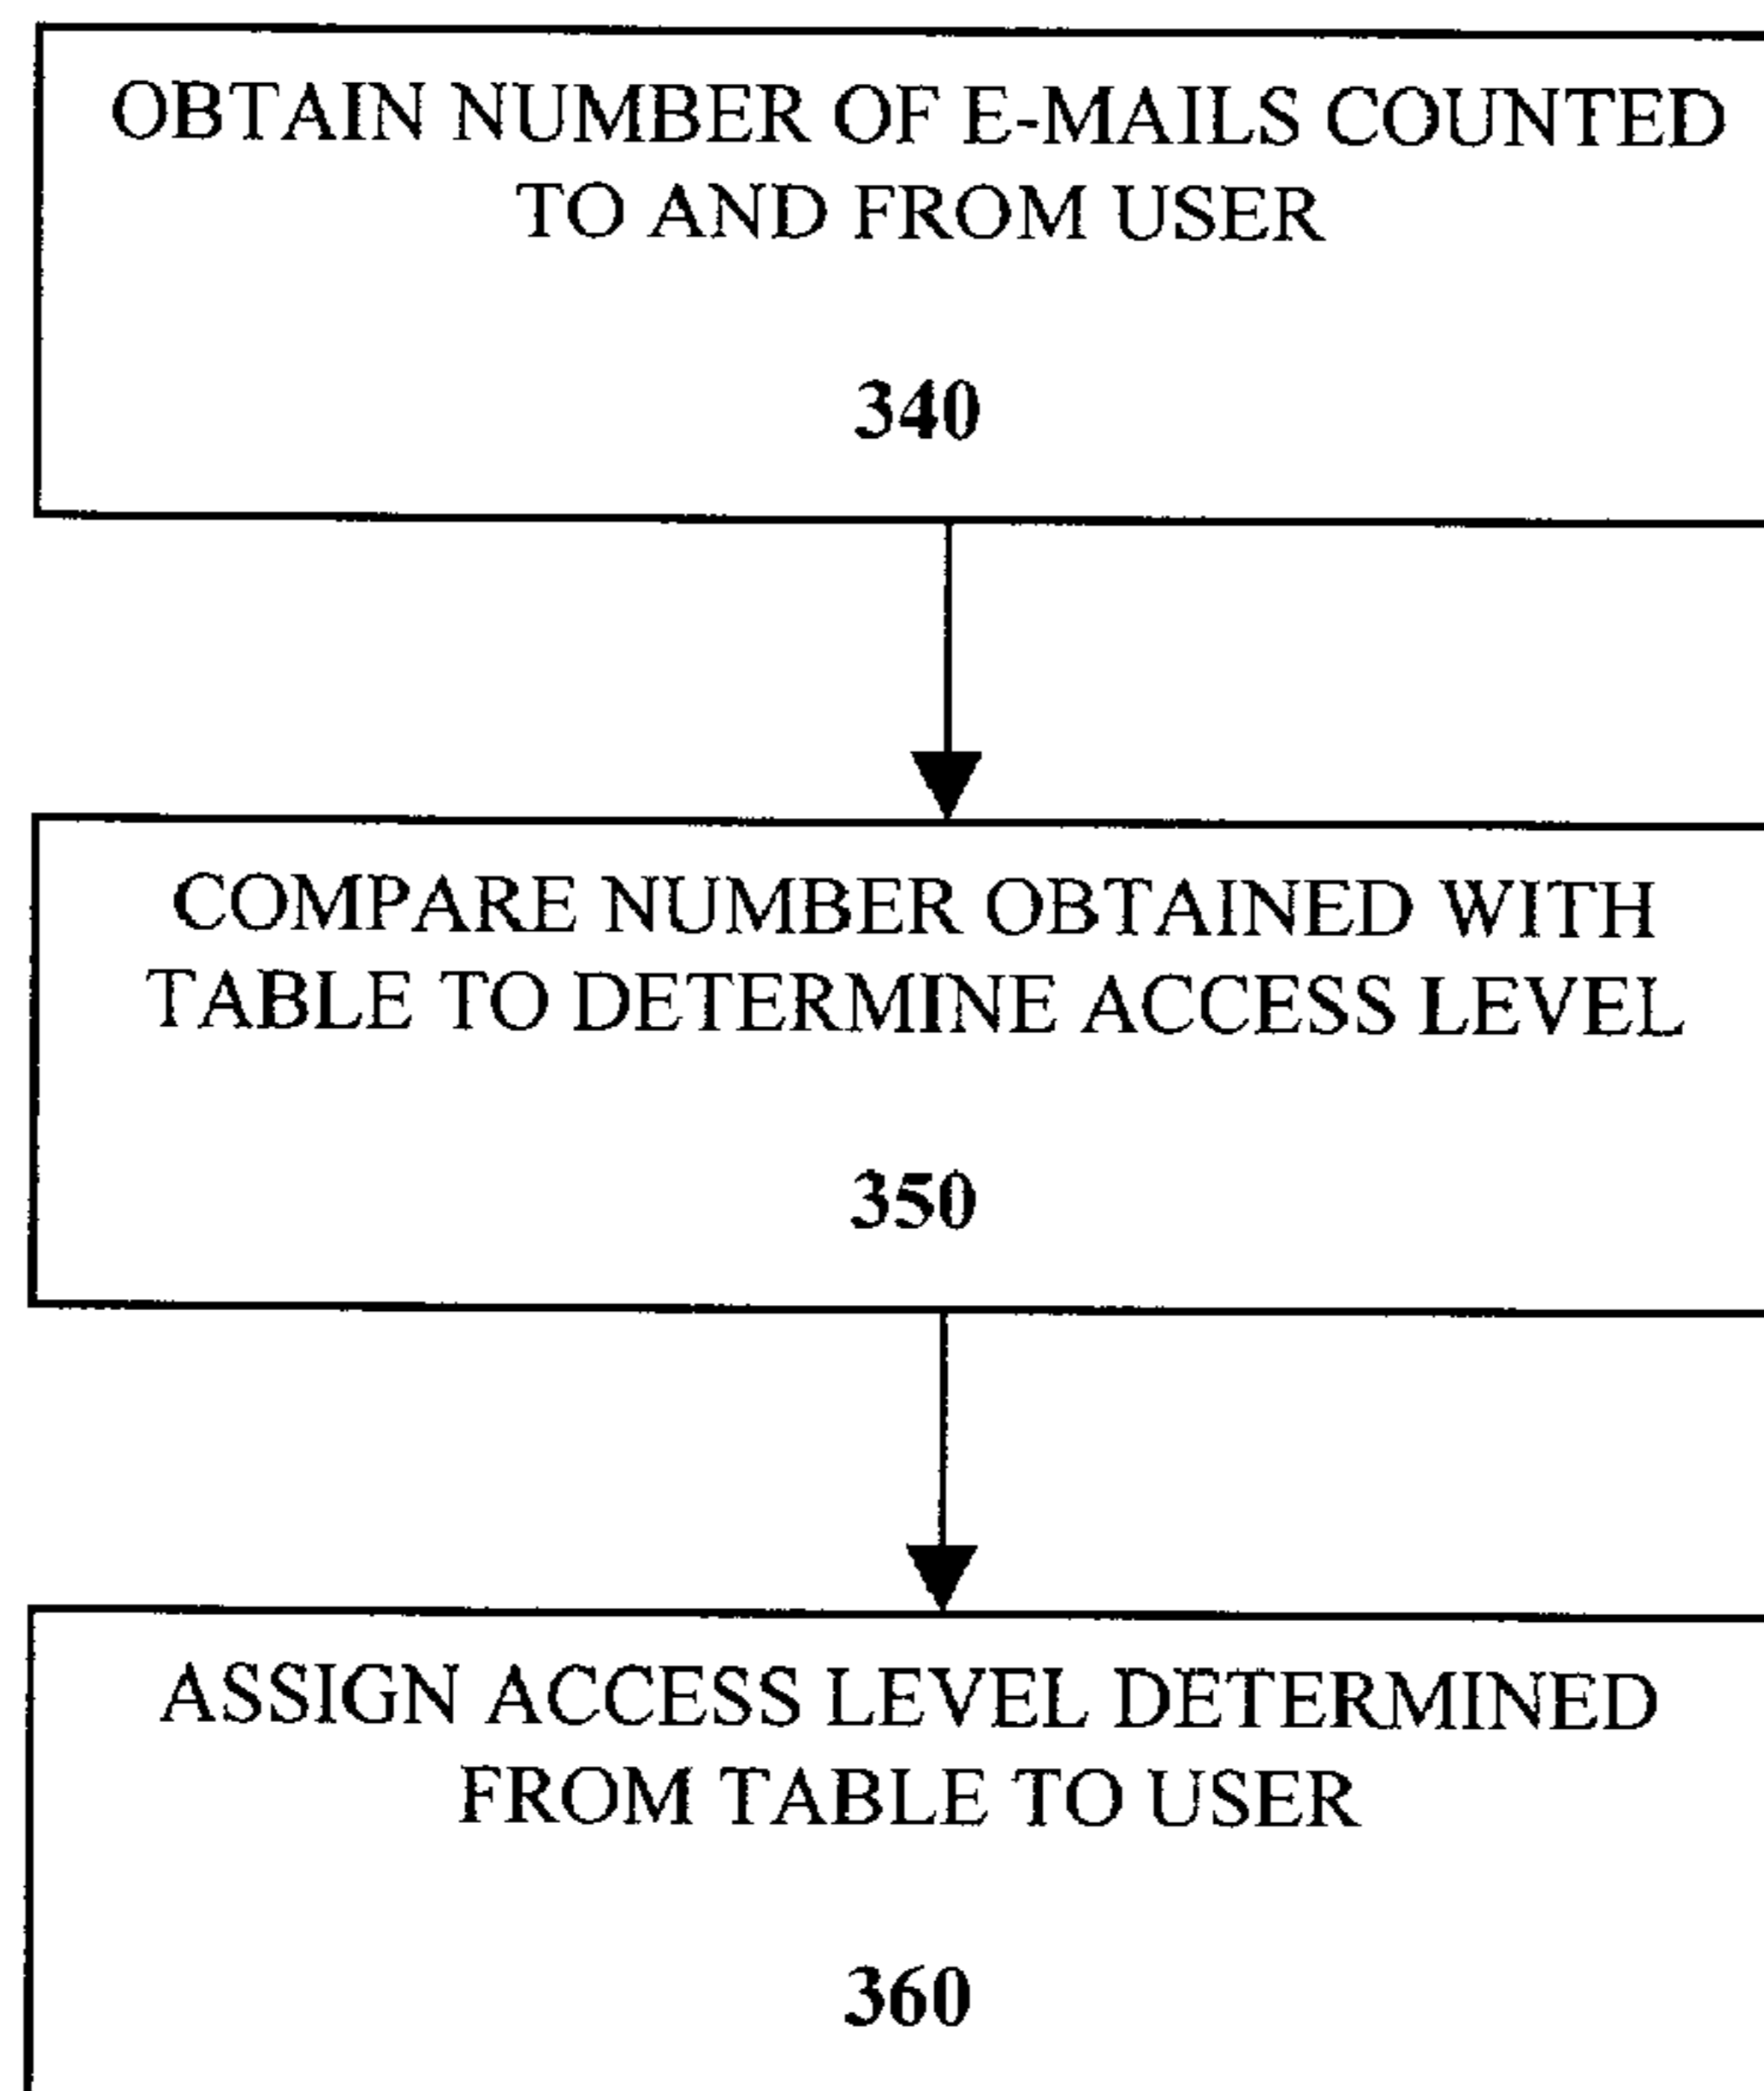 OBTAIN NUMBER OF E-MAILS COUNTED
TO AND FROM USER
340
COMPARE NUMBER OBTAINED WITH
TABLE TO DETERMINE ACCESS LEVEL
350
ASSIGN ACCESS LEVEL DETERMINED
FROM TABLE TO USER
360